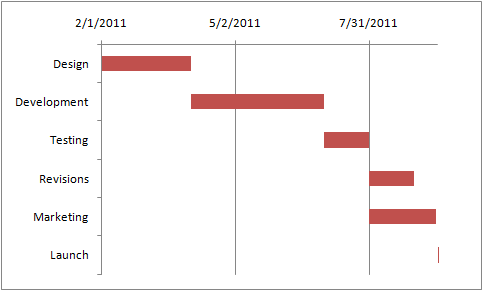 2/1/2011 5/2/2011 7/31/2011
Design
Development
Testing
Revisions
Marketing
Launch